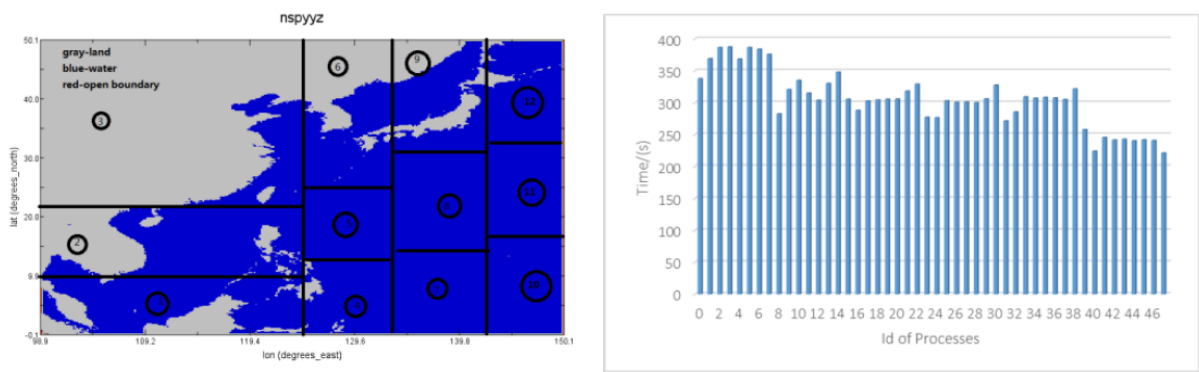 nspyyz
50.1
gray-land
blue-water
red-open boundary
6
9
12
3
40.0
30.0
lat (degrees_north)
11
20.0
2
5
9.9
1
4
10
-0.1
98.9 109.2 119.4 129.6 139.8 150.1
lon (degrees_east)
400
350
300
250
200
150
100
50
0
Time/(s)
0 2 4 6 8 10 12 14 16 18 20 22 24 26 28 30 32 34 36 38 40 42 44 46
Id of Processes